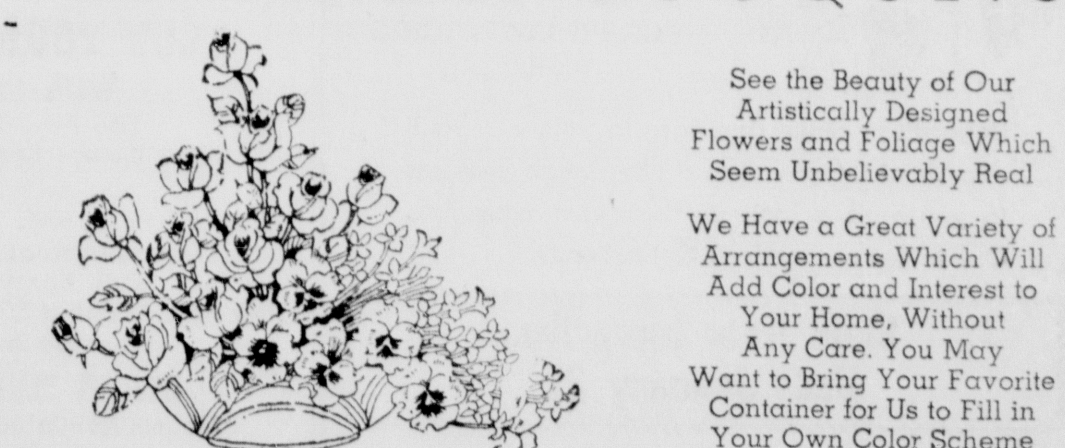 See the Beauty of Our
Artistically Designed
Flowers and Foliage Which
Seem Unbelievably Real
We Have a Great Variety of
Arrangements Which Will
Add Color and Interest to
Your Home, Without
Any Care. You May
Want to Bring Your Favorite
Container for Us to Fill in
Your Own Color Scheme